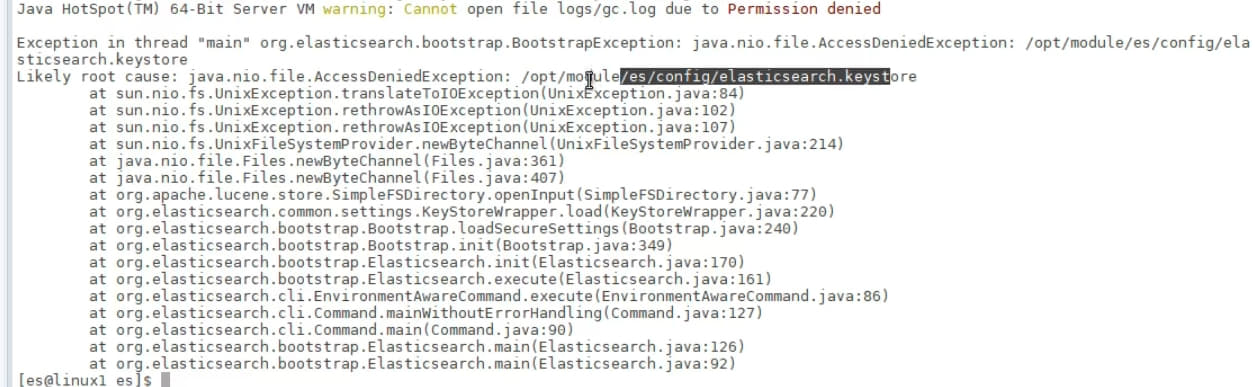 Java HotSpot(TM) 64-Bit Server VM warning: Cannot open file logs/gc.log due to Permission denied
Exception in thread "main" org.elasticsearch.bootstrap.BootstrapException: java.nio.file.AccessDeniedException: /opt/module/es/config/ela
sticsearch.keystore
Likely root cause: java.nio.file.AccessDeniedException: /opt/module/es/config/elasticsearch.keystore
at sun.nio.fs.UnixException.translateToIOException(UnixException.java:84)
at sun.nio.fs.UnixException.rethrowAsIOException(UnixException.java:102)
at sun.nio.fs.UnixException.rethrowAsIOException(UnixException.java:107)
at sun.nio.fs.UnixFileSystemProvider.newByteChannel(UnixFileSystemProvider.java:214)
at java.nio.file.Files.newByteChannel(Files.java:361)
at java.nio.file.Files.newByteChannel(Files.java:407)
at org.apache.lucene.store.SimpleFSDirectory.openInput(SimpleFSDirectory.java:77)
at org.elasticsearch.common.settings.KeyStoreWrapper.load(KeyStoreWrapper.java:220)
at org.elasticsearch.bootstrap.Bootstrap.loadSecureSettings(Bootstrap.java:240)
at org.elasticsearch.bootstrap.Bootstrap.init(Bootstrap.java:349)
at org.elasticsearch.bootstrap.Elasticsearch.init(Elasticsearch.java:170)
at org.elasticsearch.bootstrap.Elasticsearch.execute(Elasticsearch.java:161)
at org.elasticsearch.cli.EnvironmentAwareCommand.execute(EnvironmentAwareCommand.java:86)
at org.elasticsearch.cli.Command.mainWithoutErrorHandling(Command.java:127)
at org.elasticsearch.cli.Command.main(Command.java:90)
at org.elasticsearch.bootstrap.Elasticsearch.main(Elasticsearch.java:126)
at org.elasticsearch.bootstrap.Elasticsearch.main(Elasticsearch.java:92)
[es@linux1 es]$